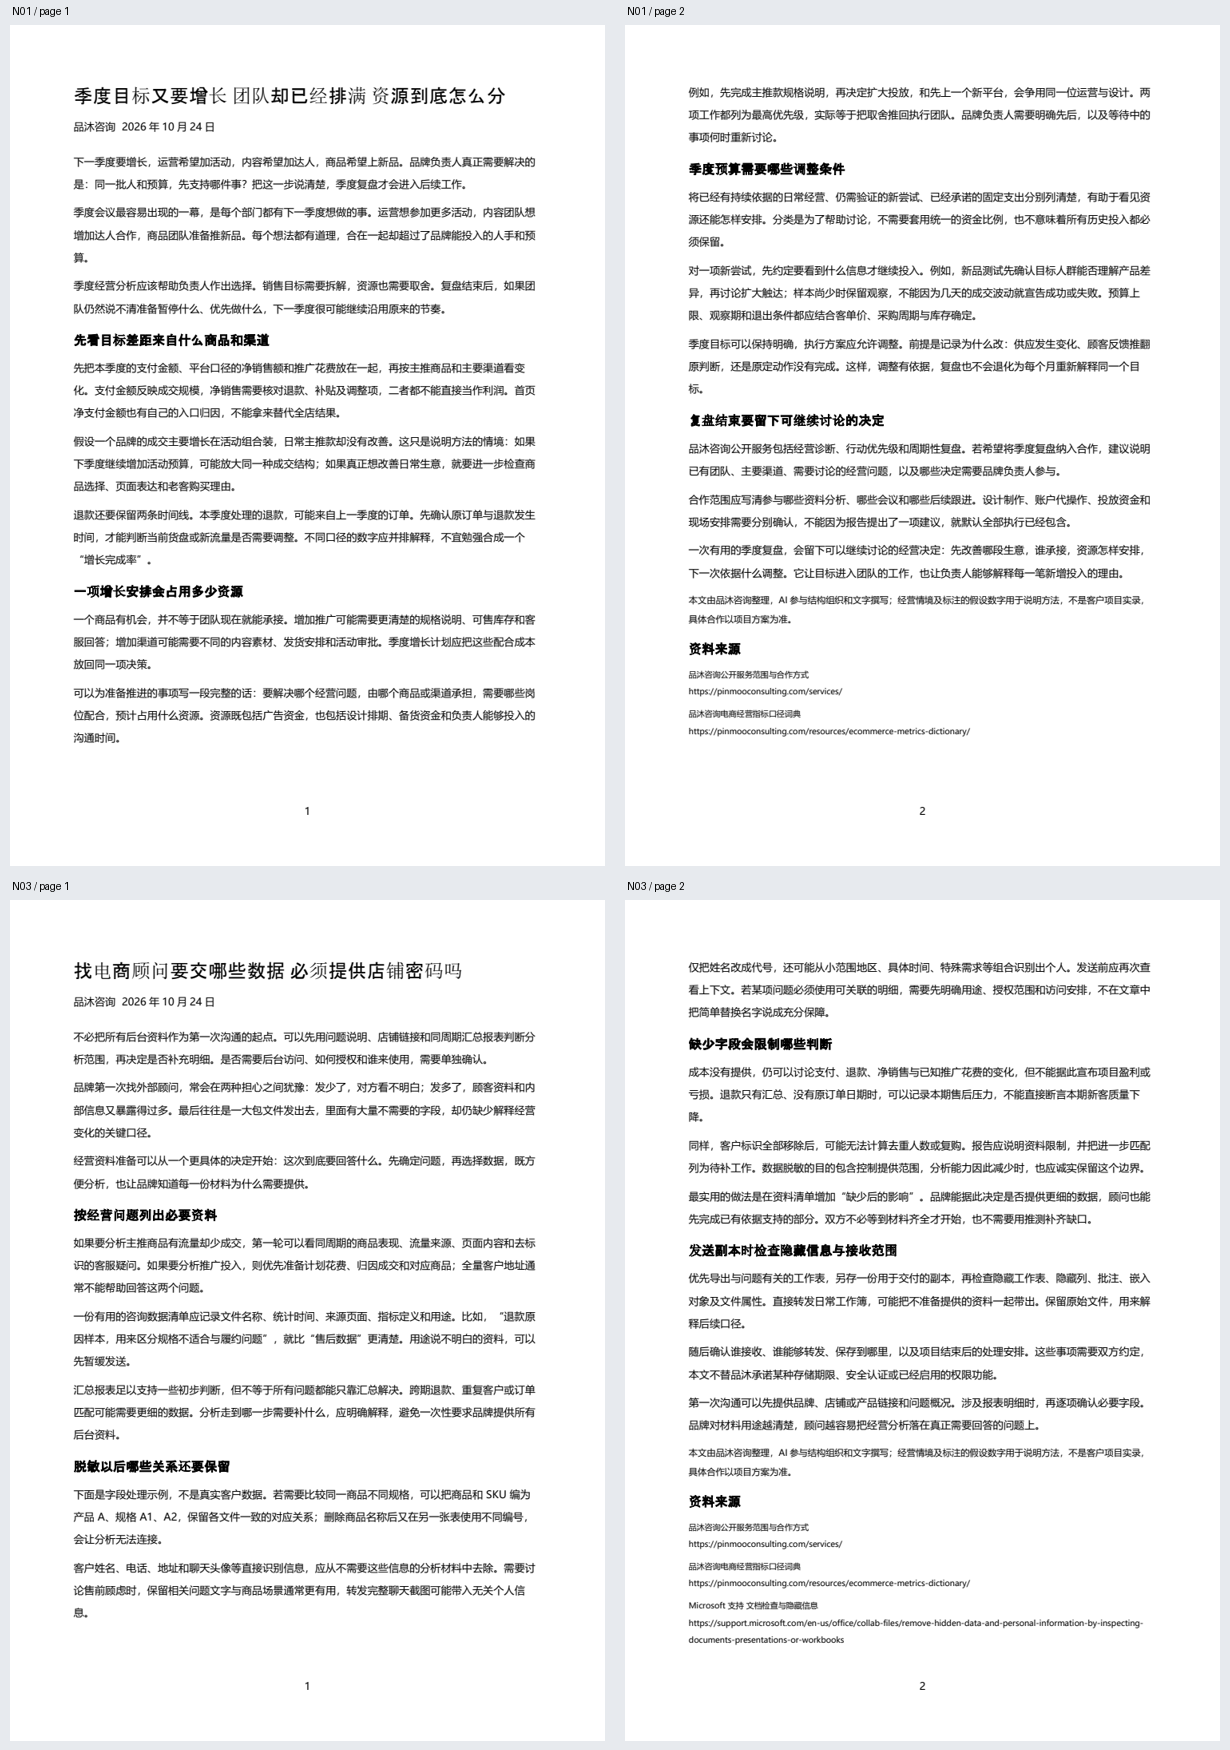 N01 / page 1
季度目标又要增长 团队却已经排满 资源到底怎么分
品沐咨询 2026 年 10 月 24 日
下一季度要增长，运营希望加活动，内容希望加达人，商品希望上新品。品牌负责人真正需要解决的
是：同一批人和预算，先支持哪件事？把这一步说清楚，季度复盘才会进入后续工作。
季度会议最容易出现的一幕，是每个部门都有下一季度想做的事。运营想参加更多活动，内容团队想
增加达人合作，商品团队准备推新品。每个想法都有道理，合在一起却超过了品牌能投入的人手和预
算。
季度经营分析应该帮助负责人作出选择。销售目标需要拆解，资源也需要取舍。复盘结束后，如果团
队仍然说不清准备暂停什么、优先做什么，下一季度很可能继续沿用原来的节奏。
先看目标差距来自什么商品和渠道
先把本季度的支付金额、平台口径的净销售额和推广花费放在一起，再按主推商品和主要渠道看变
化。支付金额反映成交规模，净销售需要核对退款、补贴及调整项，二者都不能直接当作利润。首页
净支付金额也有自己的入口归因，不能拿来替代全店结果。
假设一个品牌的成交主要增长在活动组合装，日常主推款却没有改善。这只是说明方法的情境：如果
下季度继续增加活动预算，可能放大同一种成交结构；如果真正想改善日常生意，就要进一步检查商
品选择、页面表达和老客购买理由。
退款还要保留两条时间线。本季度处理的退款，可能来自上一季度的订单。先确认原订单与退款发生
时间，才能判断当前货盘或新流量是否需要调整。不同口径的数字应并排解释，不宜勉强合成一个
“增长完成率”。
一项增长安排会占用多少资源
一个商品有机会，并不等于团队现在就能承接。增加推广可能需要更清楚的规格说明、可售库存和客
服回答；增加渠道可能需要不同的内容素材、发货安排和活动审批。季度增长计划应把这些配合成本
放回同一项决策。
可以为准备推进的事项写一段完整的话：要解决哪个经营问题，由哪个商品或渠道承担，需要哪些岗
位配合，预计占用什么资源。资源既包括广告资金，也包括设计排期、备货资金和负责人能够投入的
沟通时间。
1
N01 / page 2
例如，先完成主推款规格说明，再决定扩大投放，和先上一个新平台，会争用同一位运营与设计。两
项工作都列为最高优先级，实际等于把取舍推回执行团队。品牌负责人需要明确先后，以及等待中的
事项何时重新讨论。
季度预算需要哪些调整条件
将已经有持续依据的日常经营、仍需验证的新尝试、已经承诺的固定支出分别列清楚，有助于看见资
源还能怎样安排。分类是为了帮助讨论，不需要套用统一的资金比例，也不意味着所有历史投入都必
须保留。
对一项新尝试，先约定要看到什么信息才继续投入。例如，新品测试先确认目标人群能否理解产品差
异，再讨论扩大触达；样本尚少时保留观察，不能因为几天的成交波动就宣告成功或失败。预算上
限、观察期和退出条件都应结合客单价、采购周期与库存确定。
季度目标可以保持明确，执行方案应允许调整。前提是记录为什么改：供应发生变化、顾客反馈推翻
原判断，还是原定动作没有完成。这样，调整有依据，复盘也不会退化为每个月重新解释同一个目
标。
复盘结束要留下可继续讨论的决定
品沐咨询公开服务包括经营诊断、行动优先级和周期性复盘。若希望将季度复盘纳入合作，建议说明
已有团队、主要渠道、需要讨论的经营问题，以及哪些决定需要品牌负责人参与。
合作范围应写清参与哪些资料分析、哪些会议和哪些后续跟进。设计制作、账户代操作、投放资金和
现场安排需要分别确认，不能因为报告提出了一项建议，就默认全部执行已经包含。
一次有用的季度复盘，会留下可以继续讨论的经营决定：先改善哪段生意，谁承接，资源怎样安排，
下一次依据什么调整。它让目标进入团队的工作，也让负责人能够解释每一笔新增投入的理由。
本文由品沐咨询整理，AI 参与结构组织和文字撰写；经营情境及标注的假设数字用于说明方法，不是客户项目实录，
具体合作以项目方案为准。
资料来源
品沐咨询公开服务范围与合作方式
https://pinmooconsulting.com/services/
品沐咨询电商经营指标口径词典
https://pinmooconsulting.com/resources/ecommerce-metrics-dictionary/
2
N03 / page 1
找电商顾问要交哪些数据 必须提供店铺密码吗
品沐咨询 2026 年 10 月 24 日
不必把所有后台资料作为第一次沟通的起点。可以先用问题说明、店铺链接和同周期汇总报表判断分
析范围，再决定是否补充明细。是否需要后台访问、如何授权和谁来使用，需要单独确认。
品牌第一次找外部顾问，常会在两种担心之间犹豫：发少了，对方看不明白；发多了，顾客资料和内
部信息又暴露得过多。最后往往是一大包文件发出去，里面有大量不需要的字段，却仍缺少解释经营
变化的关键口径。
经营资料准备可以从一个更具体的决定开始：这次到底要回答什么。先确定问题，再选择数据，既方
便分析，也让品牌知道每一份材料为什么需要提供。
按经营问题列出必要资料
如果要分析主推商品有流量却少成交，第一轮可以看同周期的商品表现、流量来源、页面内容和去标
识的客服疑问。如果要分析推广投入，则优先准备计划花费、归因成交和对应商品；全量客户地址通
常不能帮助回答这两个问题。
一份有用的咨询数据清单应记录文件名称、统计时间、来源页面、指标定义和用途。比如，“退款原
因样本，用来区分规格不适合与履约问题”，就比“售后数据”更清楚。用途说不明白的资料，可以
先暂缓发送。
汇总报表足以支持一些初步判断，但不等于所有问题都能只靠汇总解决。跨期退款、重复客户或订单
匹配可能需要更细的数据。分析走到哪一步需要补什么，应明确解释，避免一次性要求品牌提供所有
后台资料。
脱敏以后哪些关系还要保留
下面是字段处理示例，不是真实客户数据。若需要比较同一商品不同规格，可以把商品和 SKU 编为
产品 A、规格 A1、A2，保留各文件一致的对应关系；删除商品名称后又在另一张表使用不同编号，
会让分析无法连接。
客户姓名、电话、地址和聊天头像等直接识别信息，应从不需要这些信息的分析材料中去除。需要讨
论售前顾虑时，保留相关问题文字与商品场景通常更有用，转发完整聊天截图可能带入无关个人信
息。
1
N03 / page 2
仅把姓名改成代号，还可能从小范围地区、具体时间、特殊需求等组合识别出个人。发送前应再次查
看上下文。若某项问题必须使用可关联的明细，需要先明确用途、授权范围和访问安排，不在文章中
把简单替换名字说成充分保障。
缺少字段会限制哪些判断
成本没有提供，仍可以讨论支付、退款、净销售与已知推广花费的变化，但不能据此宣布项目盈利或
亏损。退款只有汇总、没有原订单日期时，可以记录本期售后压力，不能直接断言本期新客质量下
降。
同样，客户标识全部移除后，可能无法计算去重人数或复购。报告应说明资料限制，并把进一步匹配
列为待补工作。数据脱敏的目的包含控制提供范围，分析能力因此减少时，也应诚实保留这个边界。
最实用的做法是在资料清单增加“缺少后的影响”。品牌能据此决定是否提供更细的数据，顾问也能
先完成已有依据支持的部分。双方不必等到材料齐全才开始，也不需要用推测补齐缺口。
发送副本时检查隐藏信息与接收范围
优先导出与问题有关的工作表，另存一份用于交付的副本，再检查隐藏工作表、隐藏列、批注、嵌入
对象及文件属性。直接转发日常工作簿，可能把不准备提供的资料一起带出。保留原始文件，用来解
释后续口径。
随后确认谁接收、谁能够转发、保存到哪里，以及项目结束后的处理安排。这些事项需要双方约定，
本文不替品沐承诺某种存储期限、安全认证或已经启用的权限功能。
第一次沟通可以先提供品牌、店铺或产品链接和问题概况。涉及报表明细时，再逐项确认必要字段。
品牌对材料用途越清楚，顾问越容易把经营分析落在真正需要回答的问题上。
本文由品沐咨询整理，AI 参与结构组织和文字撰写；经营情境及标注的假设数字用于说明方法，不是客户项目实录，
具体合作以项目方案为准。
资料来源
品沐咨询公开服务范围与合作方式
https://pinmooconsulting.com/services/
品沐咨询电商经营指标口径词典
https://pinmooconsulting.com/resources/ecommerce-metrics-dictionary/
Microsoft 支持 文档检查与隐藏信息
https://support.microsoft.com/en-us/office/collab-files/remove-hidden-data-and-personal-information-by-inspecting-
documents-presentations-or-workbooks
2